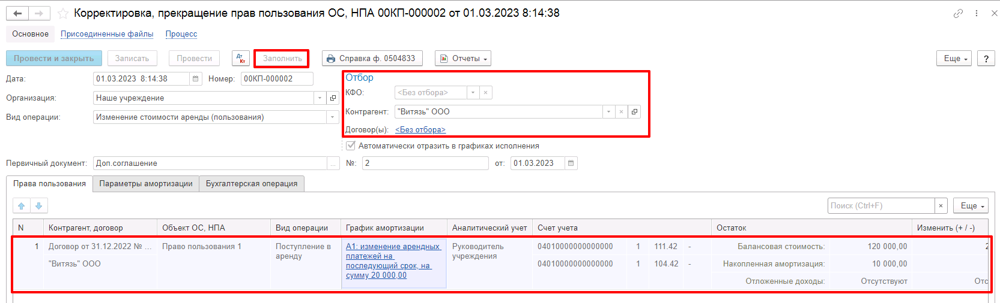 Корректировка, прекращение прав пользования ОС, НПА 00КП-000002 от 01.03.2023 8:14:38
Основное Присоединенные файлы Процесс
Провести и закрыть Записать Провести Дт Кт Заполнить Справка ф. 0504833 Отчеты Еще ?
Дата: 01.03.2023 8:14:38 Номер: 00КП-000002 Отбор
КФО: <Без отбора>
Организация: Наше учреждение
Контрагент: "Витязь" ООО
Вид операции: Изменение стоимости аренды (пользования)
Договор(ы): <Без отбора>
Автоматически отразить в графиках исполнения
Первичный документ: Доп.соглашение ... №: 2 от: 01.03.2023
Права пользования Параметры амортизации Бухгалтерская операция
Поиск (Ctrl+F) × Еще
N Контрагент, договор Объект ОС, НПА Вид операции График амортизации Аналитический учет Счет учета Остаток Изменить (+ / -)
1 Договор от 31.12.2022 № ... Право пользования 1 Поступление в аренду А1: изменение арендных платежей на последующий срок, на сумму 20 000,00 Руководитель учреждения 04010000000000000 1 111.42 - Балансовая стоимость: 120 000,00 2
"Витязь" ООО 04010000000000000 1 104.42 - Накопленная амортизация: 10 000,00
Отложенные доходы: Отсутствуют Отс